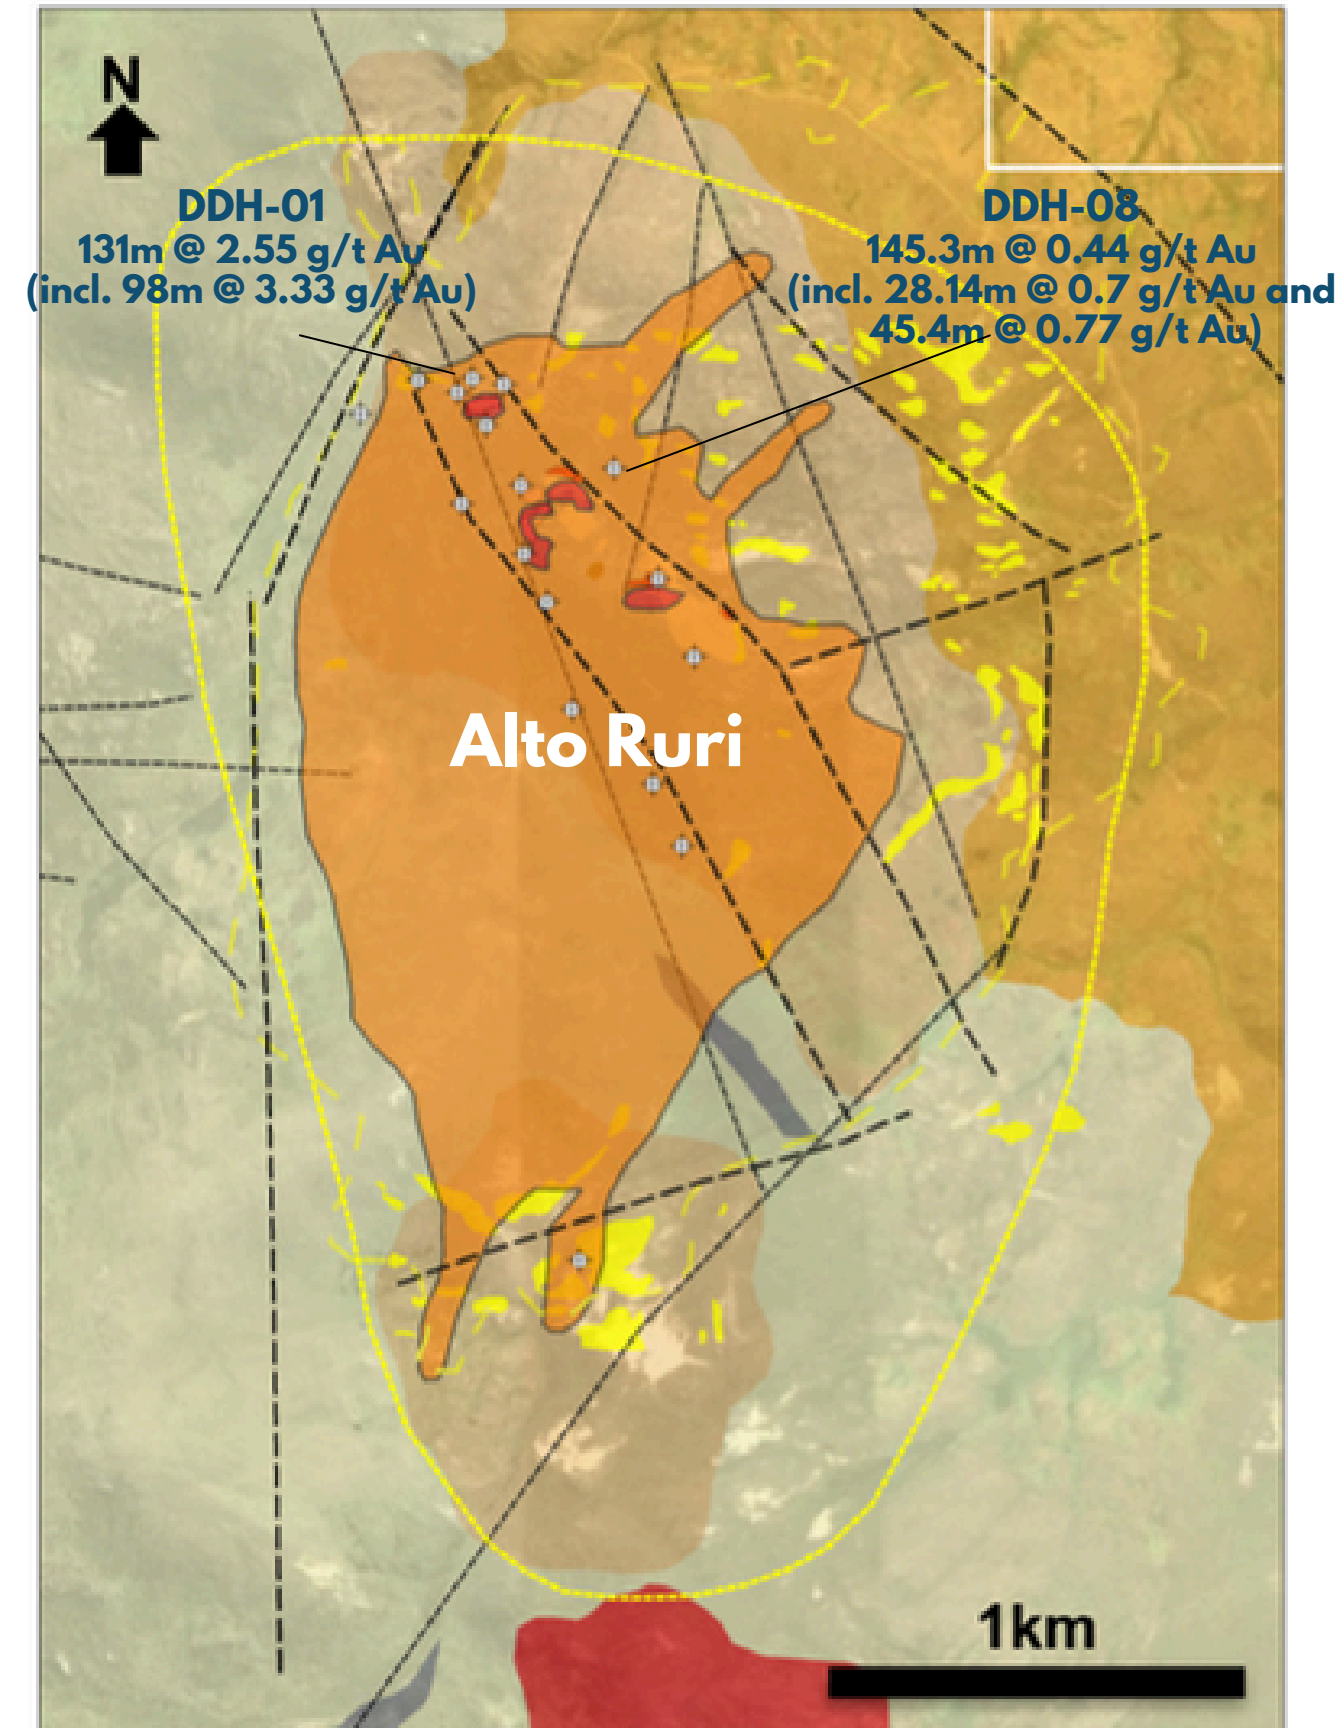 N
DDH-01
131m @ 2.55 g/t Au
(incl. 98m @ 3.33 g/t Au)
DDH-08
145.3m @ 0.44 g/t Au
(incl. 28.14m @ 0.7 g/t Au and
45.4m @ 0.77 g/t Au)
Alto Ruri
1km